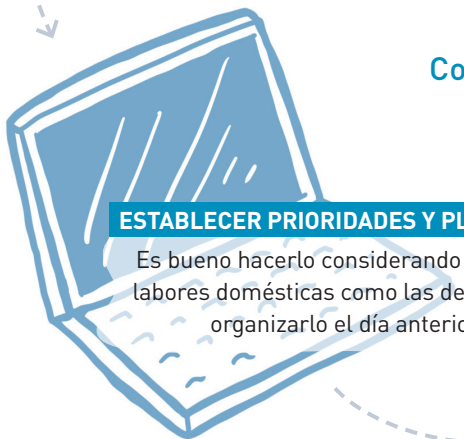 Co
ESTABLECER PRIORIDADES Y PL
Es bueno hacerlo considerando
labores domésticas como las de
organizarlo el día anterio